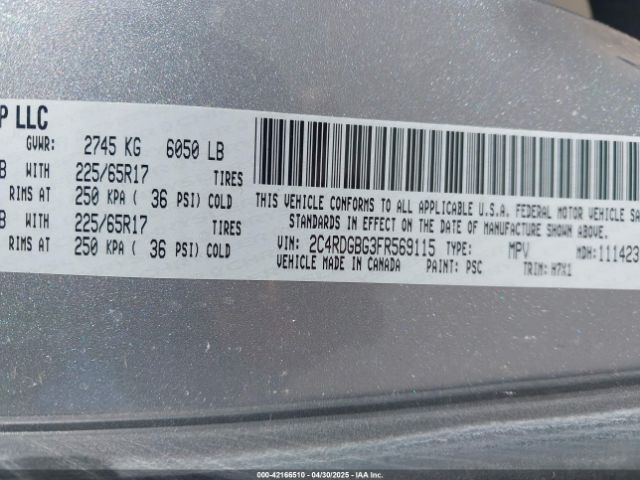 P LLC
GVWR: 2745 KG 6050 LB
B WITH 225/65R17 TIRES
RIMS AT 250 KPA ( 36 PSI) COLD
B WITH 225/65R17 TIRES
RIMS AT 250 KPA ( 36 PSI) COLD
THIS VEHICLE CONFORMS TO ALL APPLICABLE U.S.A. FEDERAL MOTOR VEHICLE SA
STANDARDS IN EFFECT ON THE DATE OF MANUFACTURE SHOWN ABOVE.
VIN: 2C4RDGBG3FR569115 TYPE: MPV MDH: 111423
VEHICLE MADE IN CANADA PAINT: PSC TRIM: H7X1
000-42166510 - 04/30/2025 - IAA Inc.